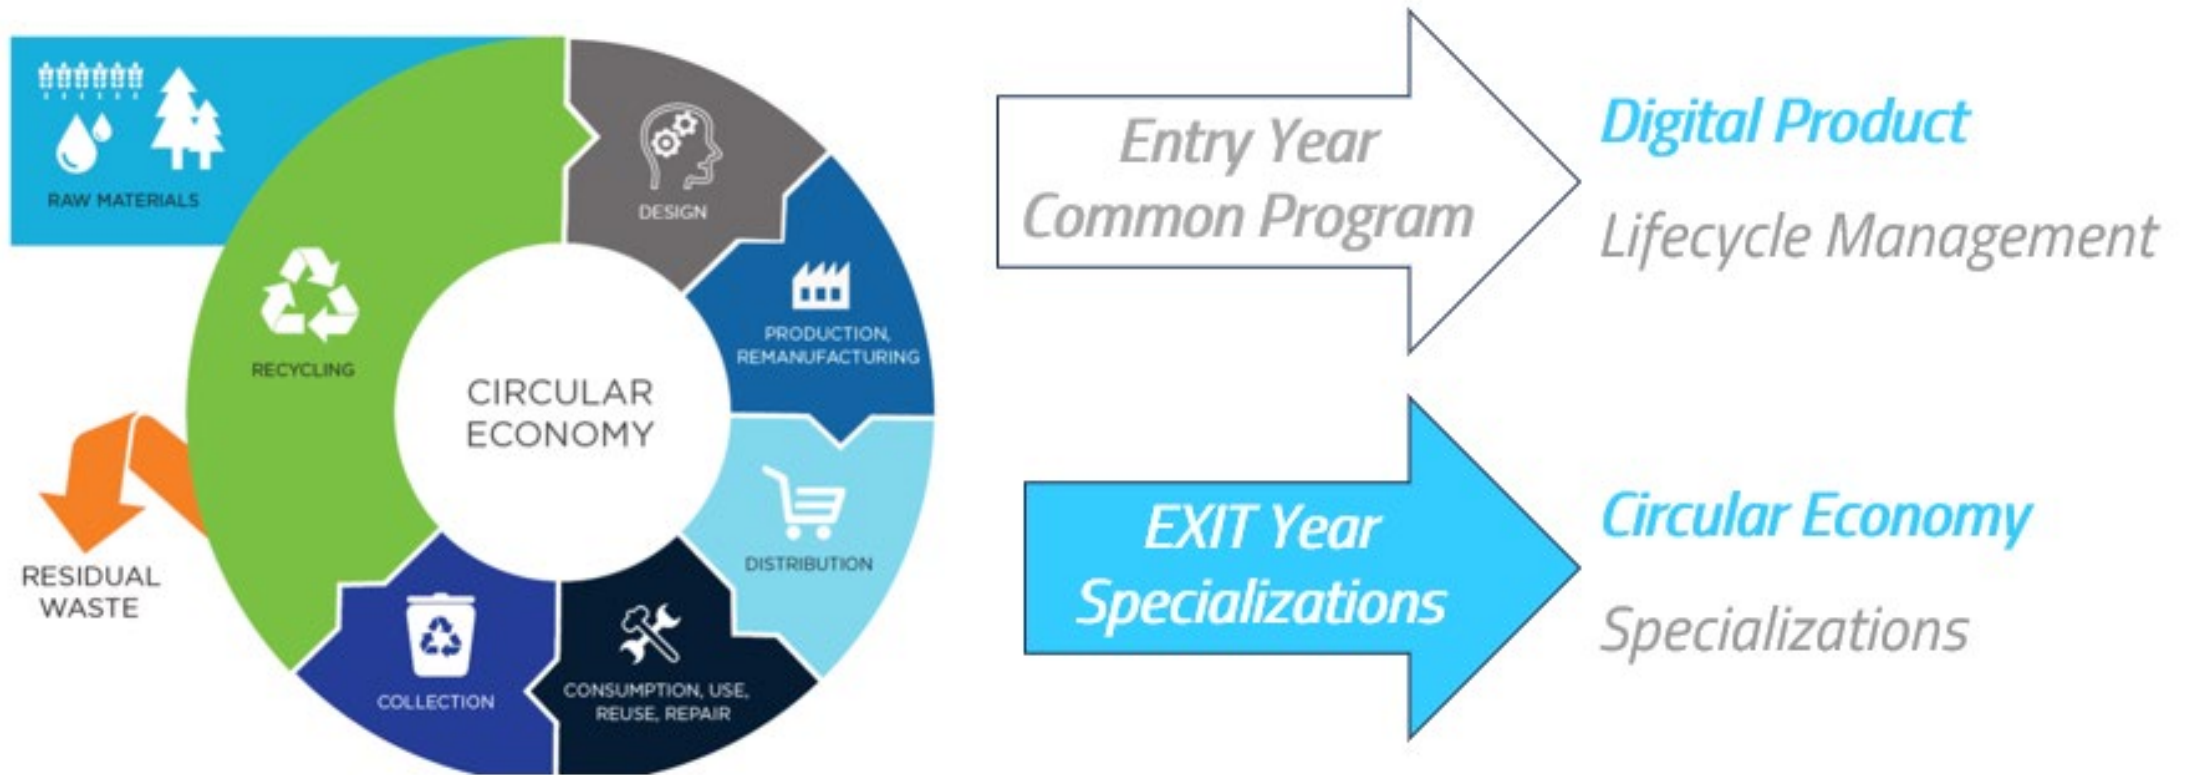 RAW MATERIALS
DESIGN
PRODUCTION,
REMANUFACTURING
RECYCLING
CIRCULAR
ECONOMY
DISTRIBUTION
RESIDUAL
WASTE
COLLECTION
CONSUMPTION, USE,
REUSE, REPAIR
Entry Year
Common Program
Digital Product
Lifecycle Management
EXIT Year
Specializations
Circular Economy
Specializations